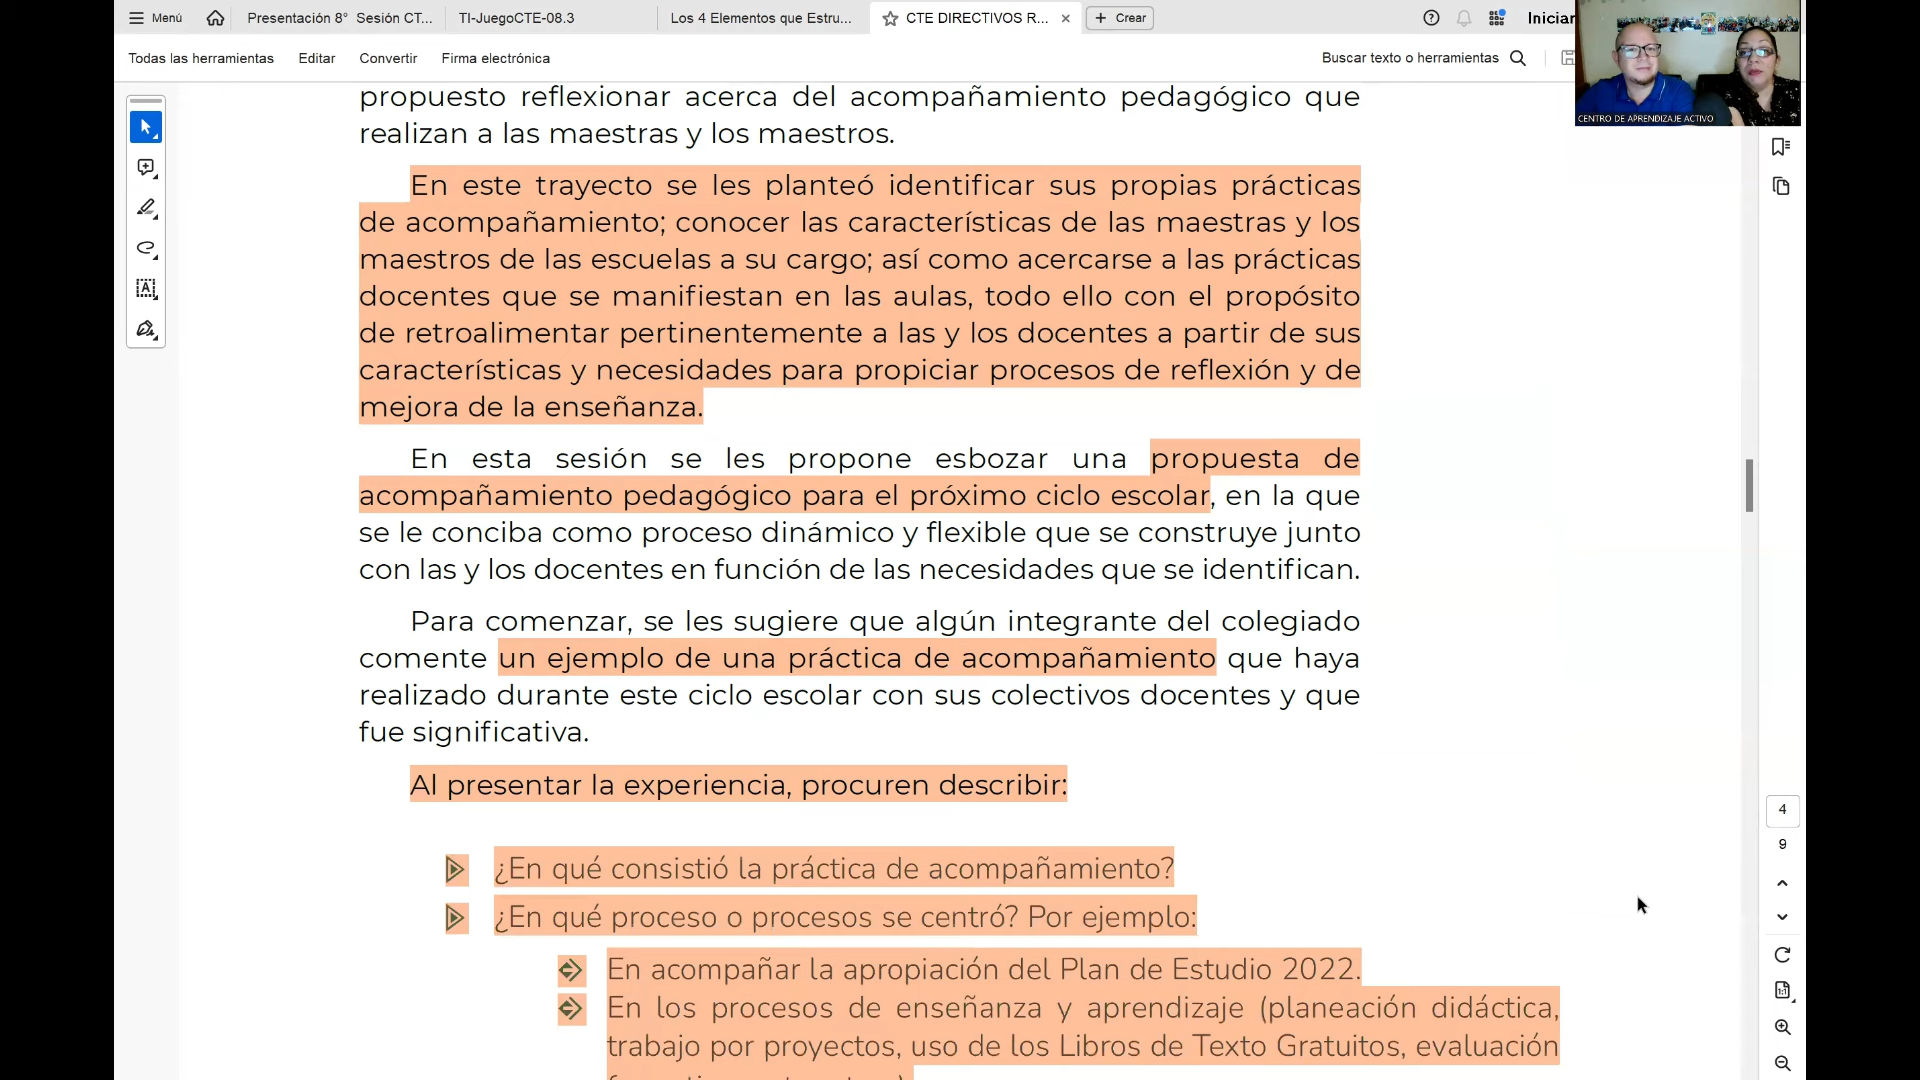 Menú
Presentación 8° Sesión CT...
TI-JuegoCTE-08.3
Los 4 Elementos que Estru...
CTE DIRECTIVOS R...
Crear
Iniciar
Todas las herramientas
Editar
Convertir
Firma electrónica
Buscar texto o herramientas
CENTRO DE APRENDIZAJE ACTIVO
propuesto reflexionar acerca del acompañamiento pedagógico que
realizan a las maestras y los maestros.
En este trayecto se les planteó identificar sus propias prácticas
de acompañamiento; conocer las características de las maestras y los
maestros de las escuelas a su cargo; así como acercarse a las prácticas
docentes que se manifiestan en las aulas, todo ello con el propósito
de retroalimentar pertinentemente a las y los docentes a partir de sus
características y necesidades para propiciar procesos de reflexión y de
mejora de la enseñanza.
En esta sesión se les propone esbozar una propuesta de
acompañamiento pedagógico para el próximo ciclo escolar, en la que
se le conciba como proceso dinámico y flexible que se construye junto
con las y los docentes en función de las necesidades que se identifican.
Para comenzar, se les sugiere que algún integrante del colegiado
comente un ejemplo de una práctica de acompañamiento que haya
realizado durante este ciclo escolar con sus colectivos docentes y que
fue significativa.
Al presentar la experiencia, procuren describir:
¿En qué consistió la práctica de acompañamiento?
¿En qué proceso o procesos se centró? Por ejemplo:
En acompañar la apropiación del Plan de Estudio 2022.
En los procesos de enseñanza y aprendizaje (planeación didáctica,
trabajo por proyectos, uso de los Libros de Texto Gratuitos, evaluación
4
9